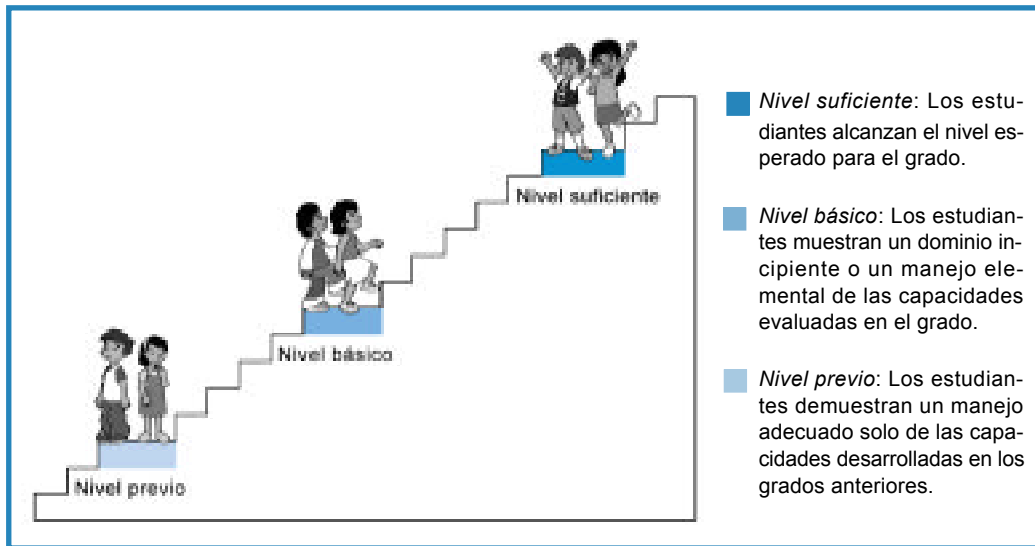 Nivel suficiente
Nivel básico
Nivel previo
Nivel suficiente: Los estu-
diantes alcanzan el nivel es-
perado para el grado.
Nivel básico: Los estudian-
tes muestran un dominio in-
cipiente o un manejo ele-
mental de las capacidades
evaluadas en el grado.
Nivel previo: Los estudian-
tes demuestran un manejo
adecuado solo de las capa-
cidades desarrolladas en los
grados anteriores.